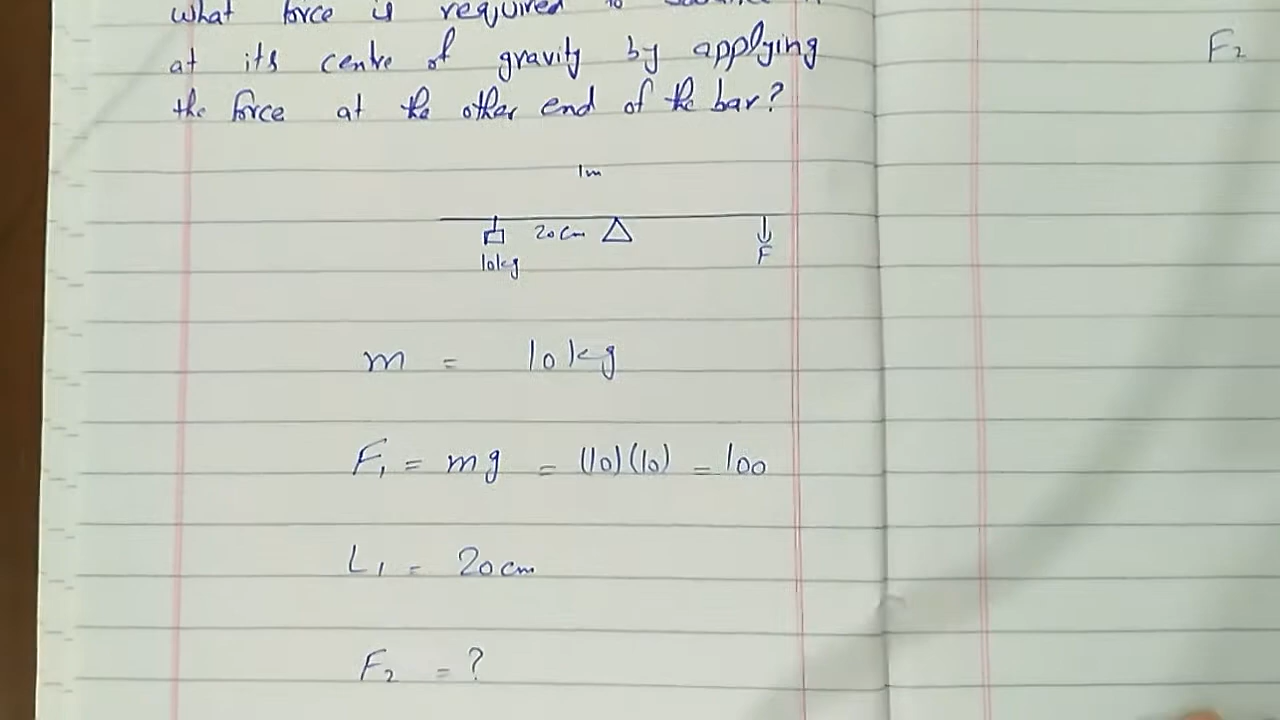 What force is required to
at its centre of gravity by applying
the force at the other end of the bar?
1m
20cm
10kg
F
m = 10kg
F₁ = mg = (10)(10) = 100
L₁ = 20cm
F₂ = ?
F₂